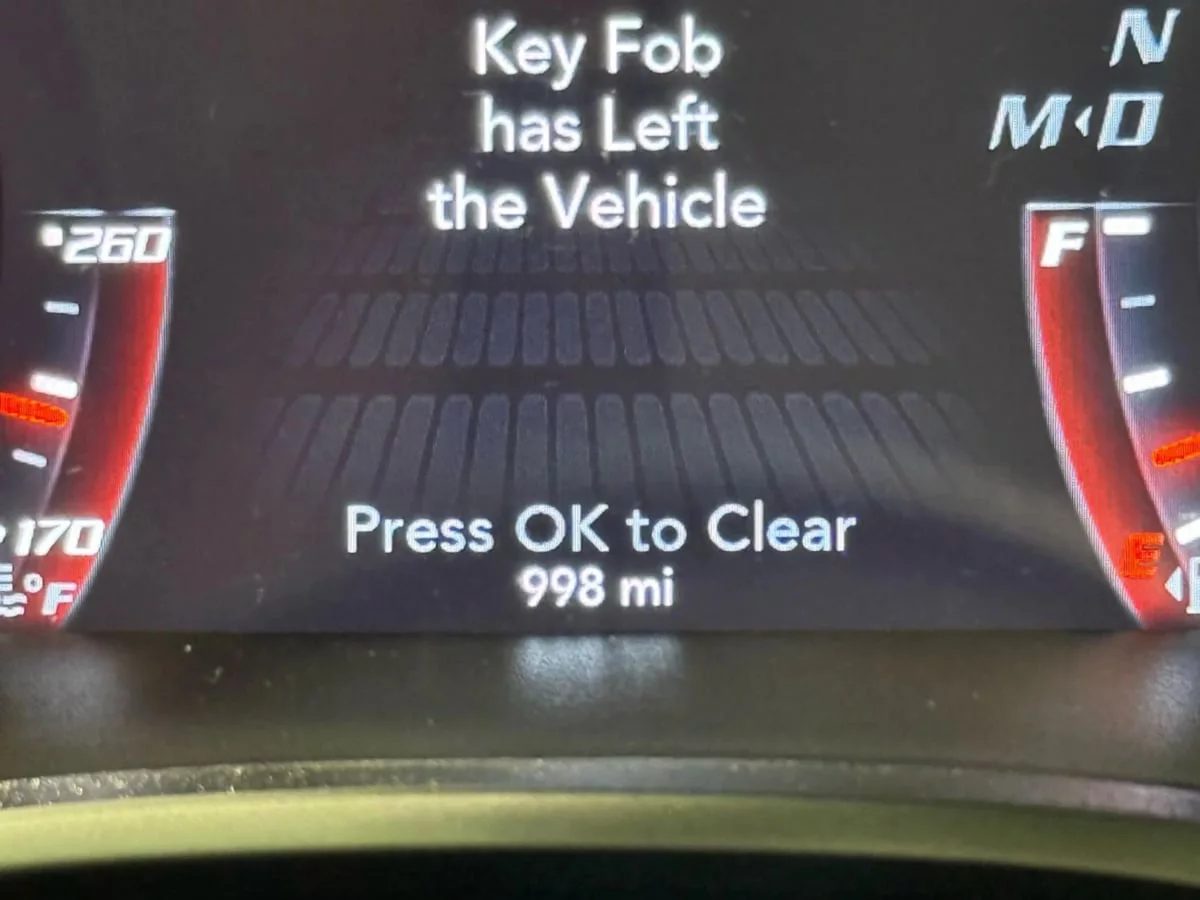 Key Fob
has Left
the Vehicle
N
M D
260
F
170
°F
E
Press OK to Clear
998 mi